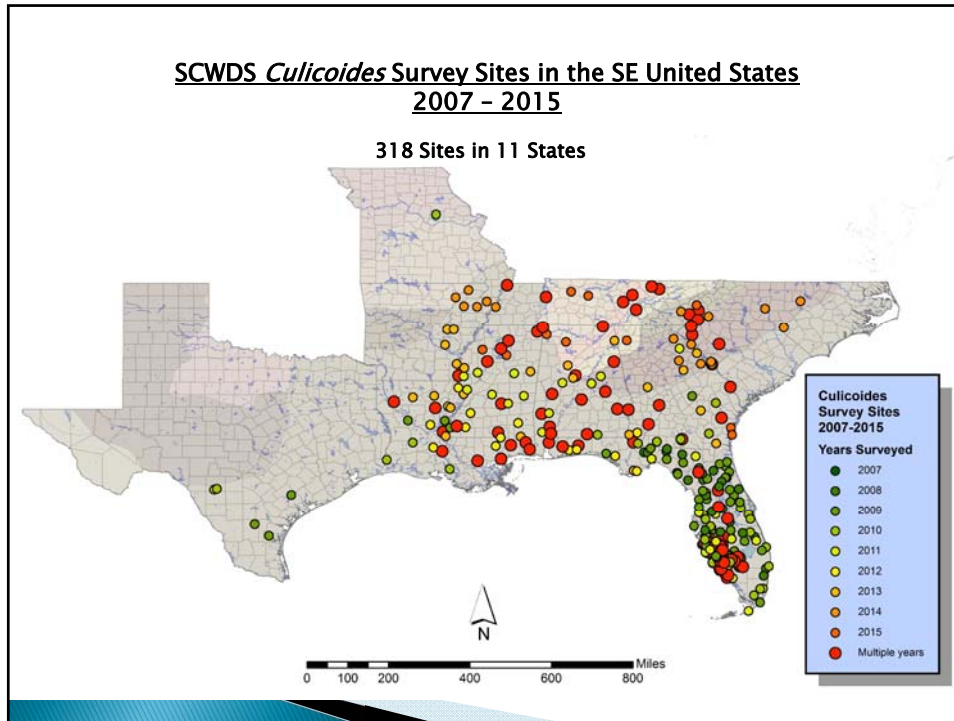 SCWDS Culicoides Survey Sites in the SE United States
2007 – 2015
318 Sites in 11 States
Culicoides
Survey Sites
2007-2015
Years Surveyed
2007
2008
2009
2010
2011
2012
2013
2014
2015
Multiple years
N
Miles
0 100 200 400 600 800